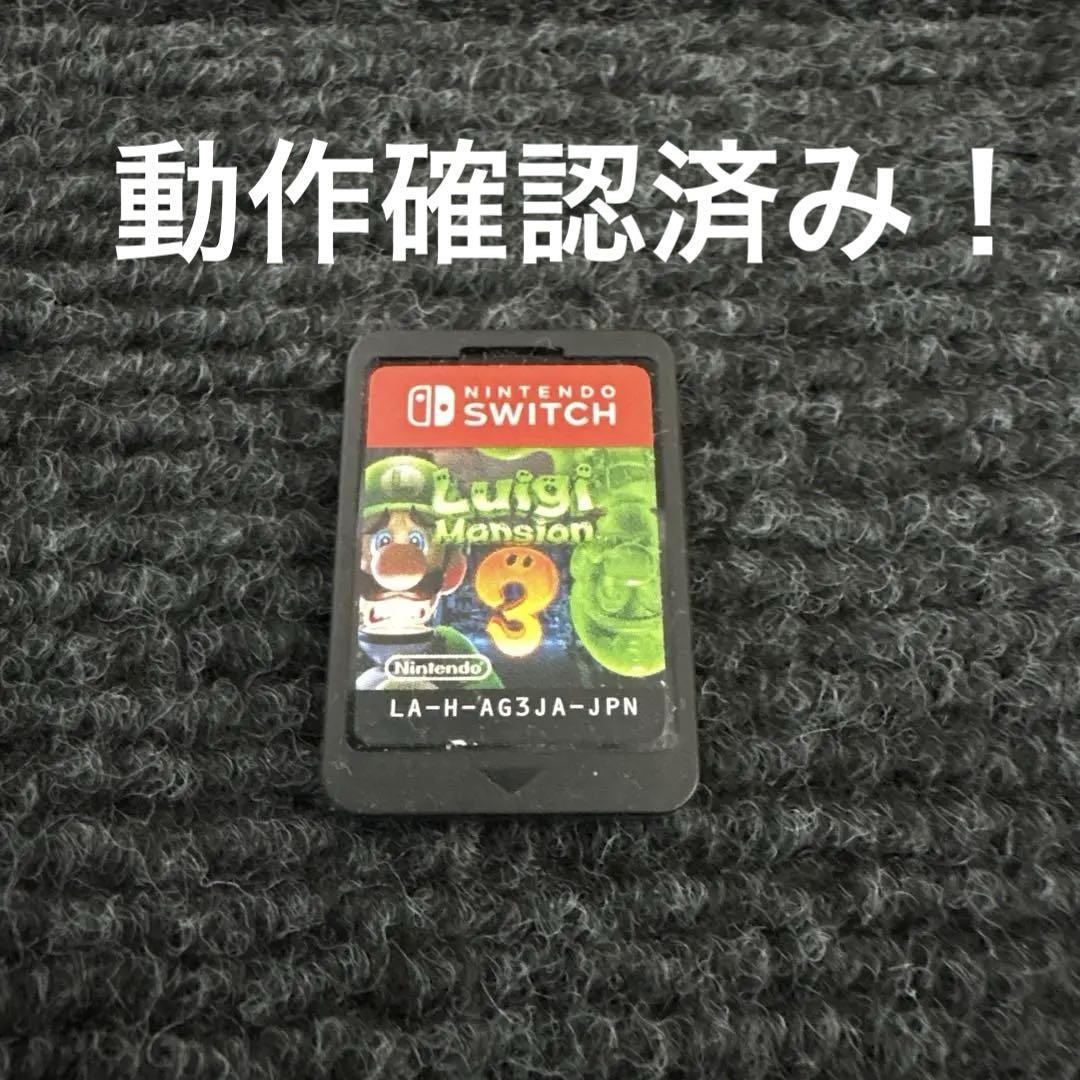 動作確認済み！
NINTENDO
SWITCH
Luigi
Mansion
3
Nintendo
LA-H-AG3JA-JPN